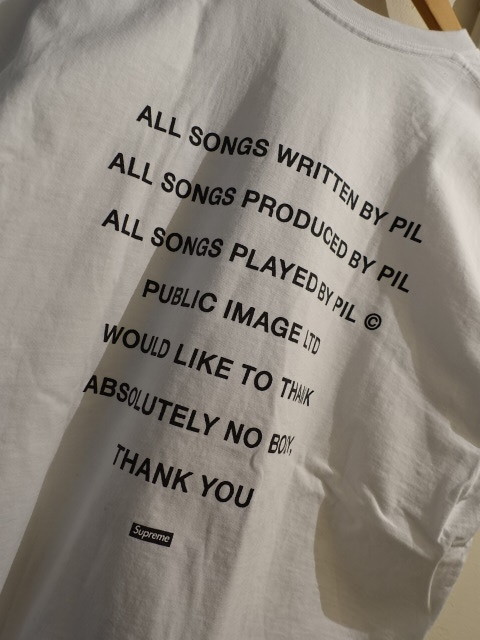 ALL SONGS WRITTEN BY PIL
ALL SONGS PRODUCED BY PIL
ALL SONGS PLAYED BY PIL ©
PUBLIC IMAGE LTD
WOULD LIKE TO THANK
ABSOLUTELY NO BODY,
THANK YOU
Supreme